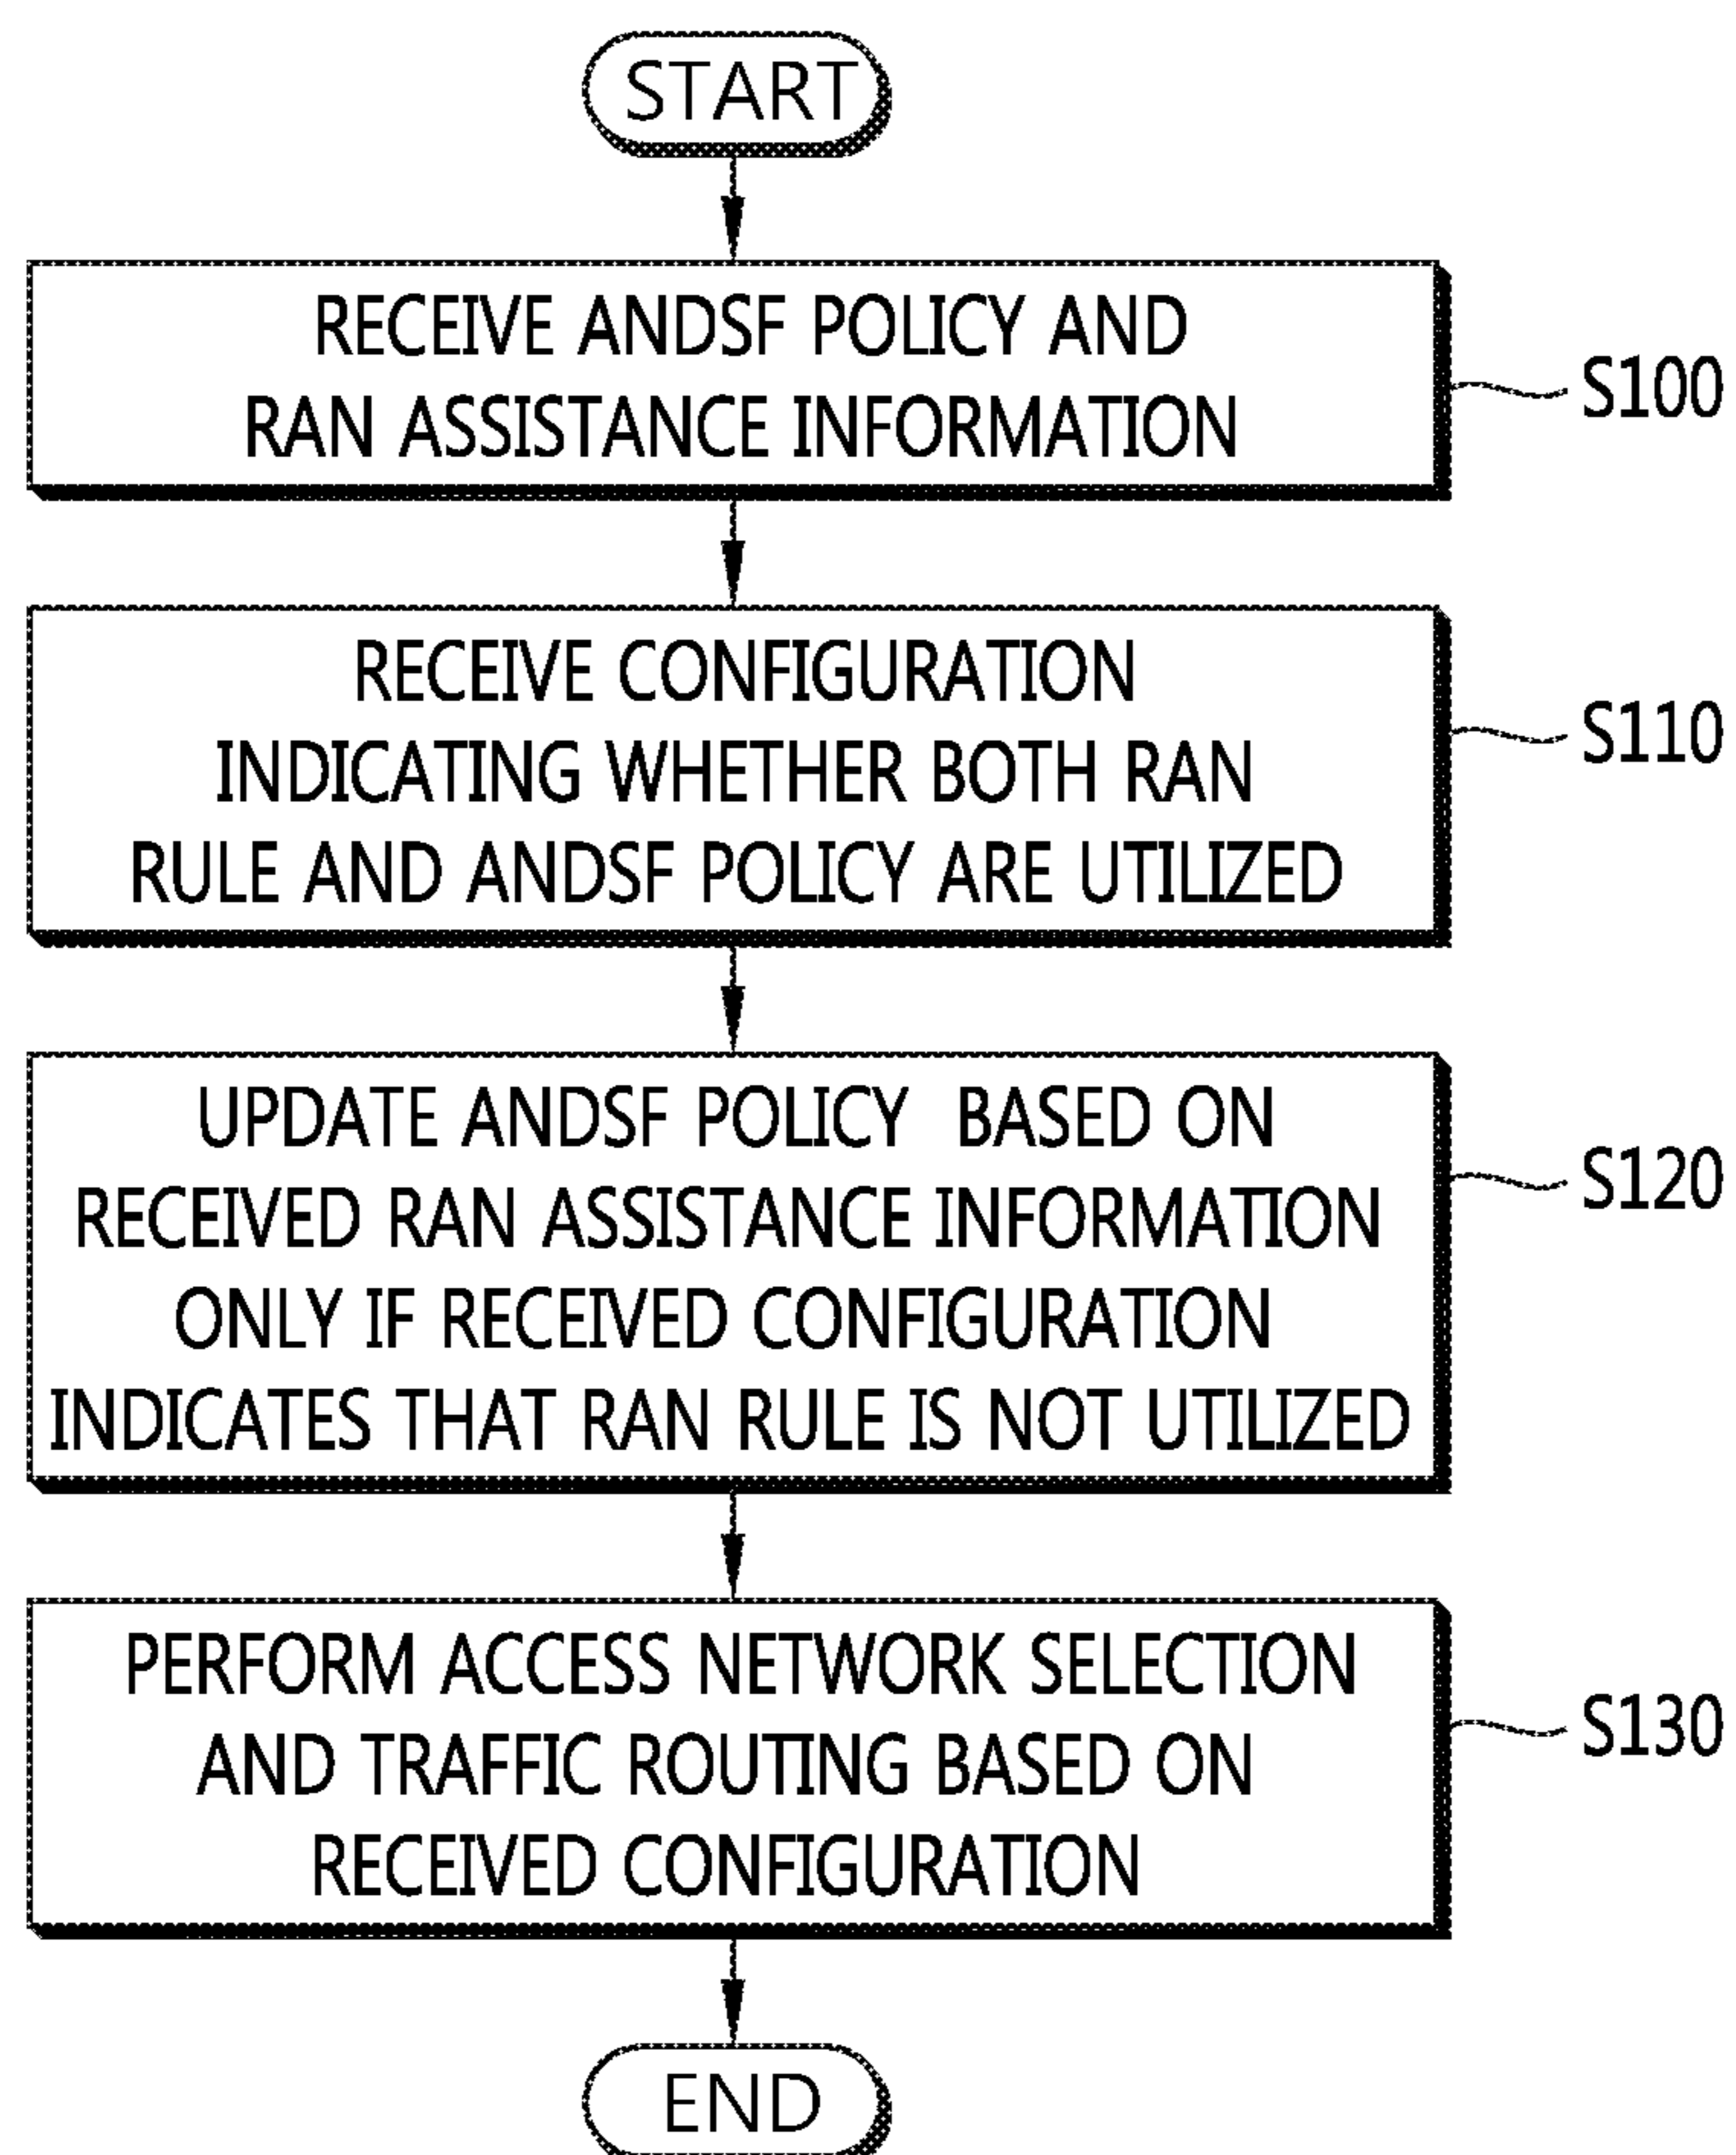 START
RECEIVE ANDSF POLICY AND
RAN ASSISTANCE INFORMATION
S100
RECEIVE CONFIGURATION
INDICATING WHETHER BOTH RAN
RULE AND ANDSF POLICY ARE UTILIZED
S110
UPDATE ANDSF POLICY BASED ON
RECEIVED RAN ASSISTANCE INFORMATION
ONLY IF RECEIVED CONFIGURATION
INDICATES THAT RAN RULE IS NOT UTILIZED
S120
PERFORM ACCESS NETWORK SELECTION
AND TRAFFIC ROUTING BASED ON
RECEIVED CONFIGURATION
S130
END